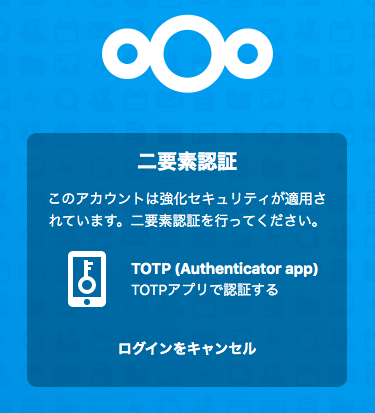 二要素認証
このアカウントは強化セキュリティが適用さ
れています。二要素認証を行ってください。
TOTP (Authenticator app)
TOTPアプリで認証する
ログインをキャンセル